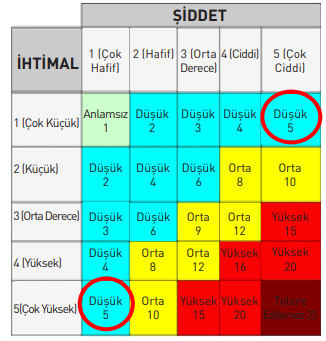 ŞİDDET
İHTİMAL
1 (Çok Hafif)
2 (Hafif)
3 (Orta Derece)
4 (Ciddi)
5 (Çok Ciddi)
1 (Çok Küçük)
Anlamsız 1
Düşük 2
Düşük 3
Düşük 4
Düşük 5
2 (Küçük)
Düşük 2
Düşük 4
Düşük 6
Orta 8
Orta 10
3 (Orta Derece)
Düşük 3
Düşük 6
Orta 9
Orta 12
Yüksek 15
4 (Yüksek)
Düşük 4
Orta 8
Orta 12
Yüksek 16
Yüksek 20
5(Çok Yüksek)
Düşük 5
Orta 10
Yüksek 15
Yüksek 20
25